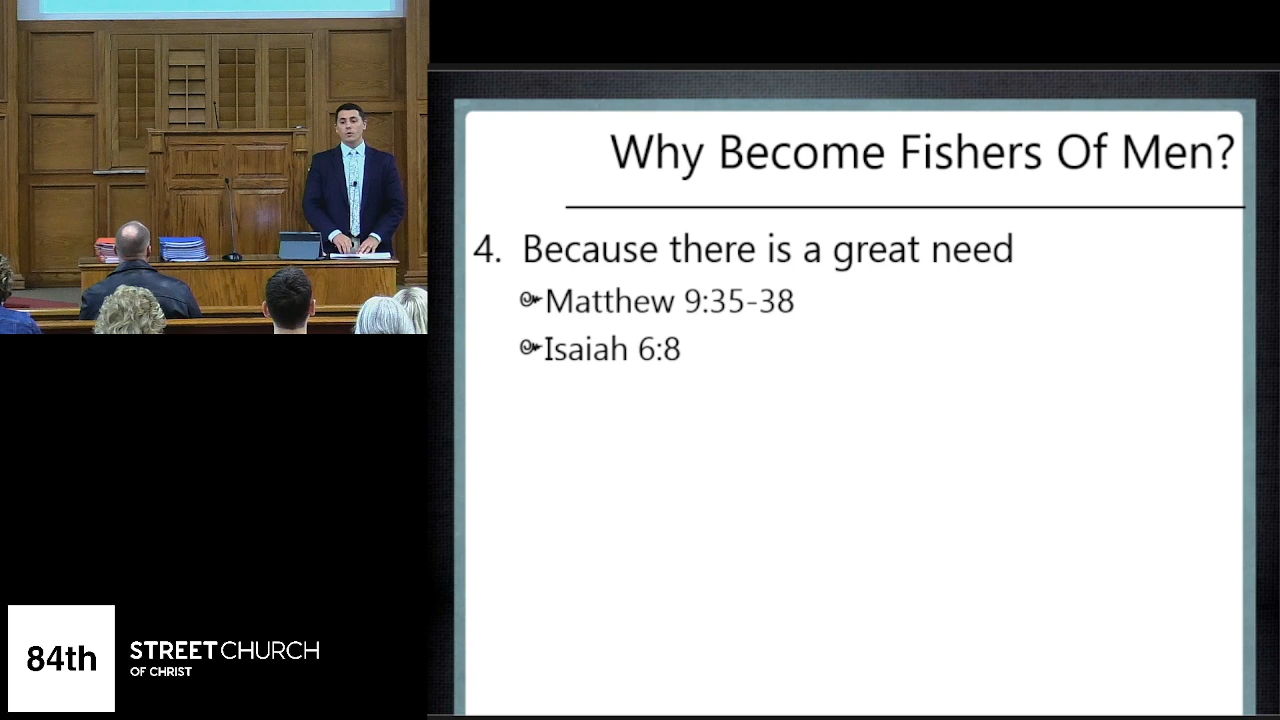 Why Become Fishers Of Men?
4. Because there is a great need
Matthew 9:35-38
Isaiah 6:8
84th
STREET CHURCH
OF CHRIST